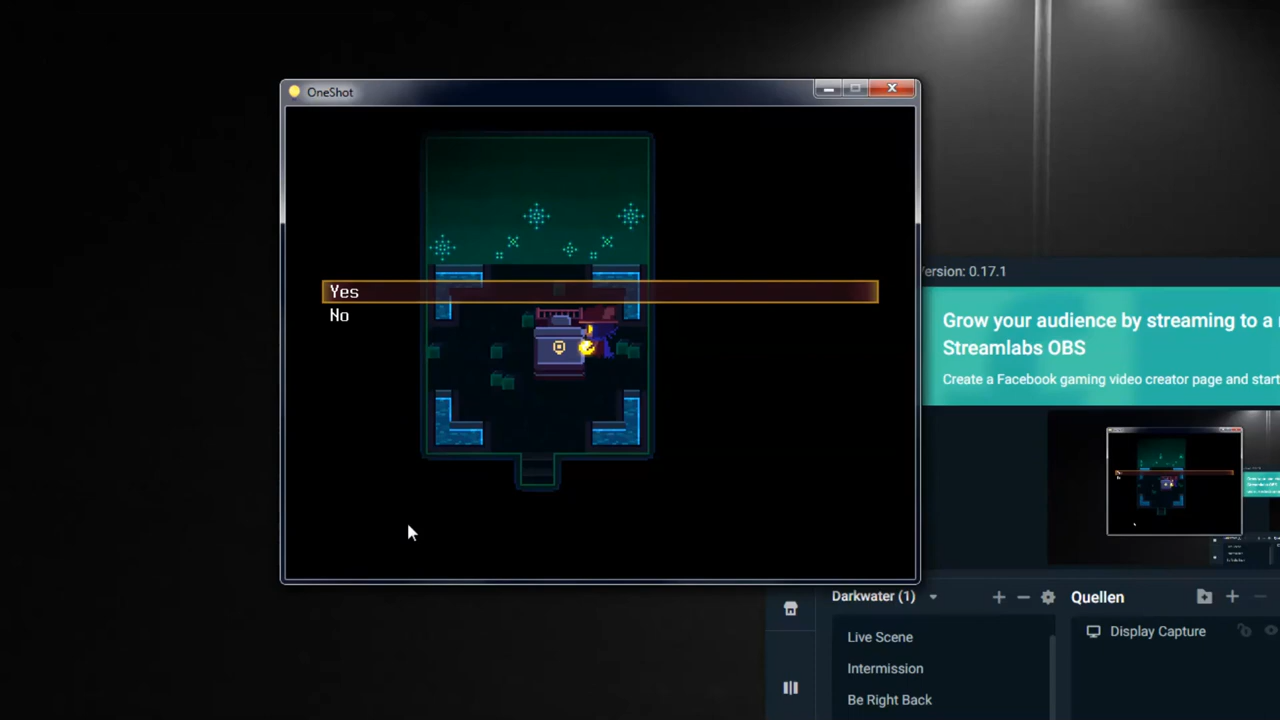 OneShot
Yes
No
ersion: 0.17.1
Grow your audience by streaming to a
Streamlabs OBS
Create a Facebook gaming video creator page and start
Darkwater (1)
Quellen
Live Scene
Display Capture
Intermission
Be Right Back